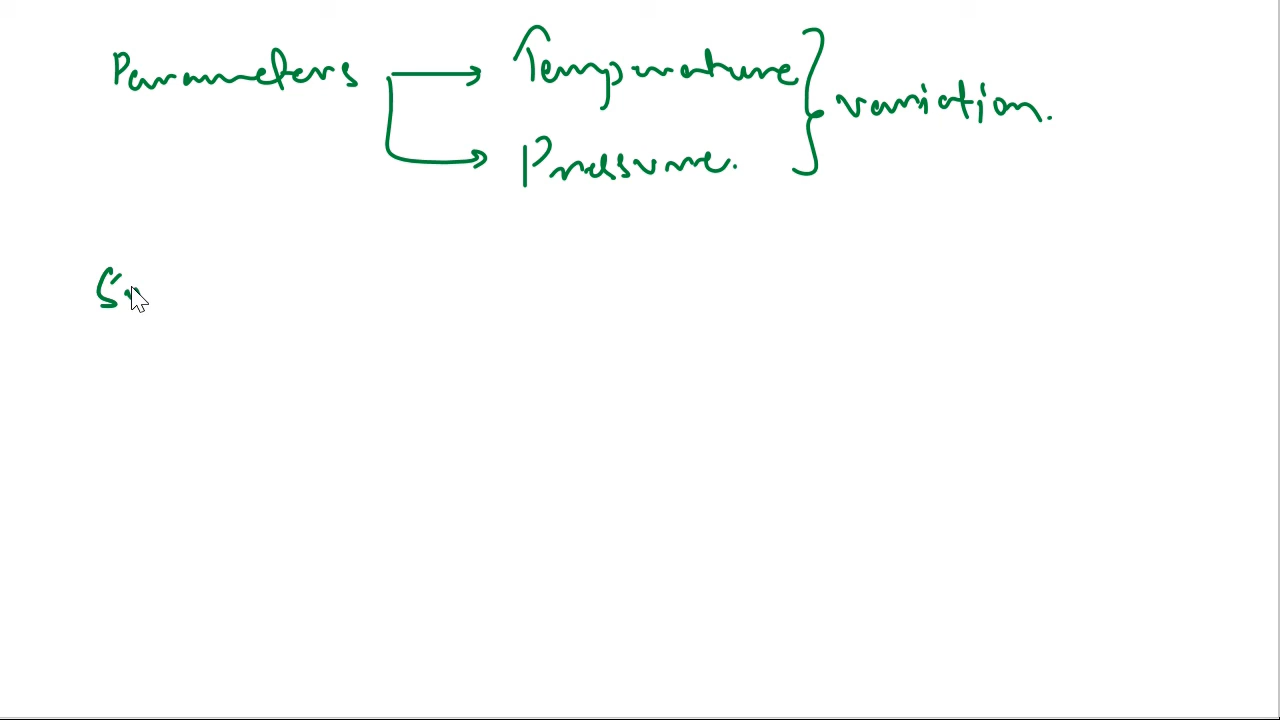 Parameters → Temperature } variation.
→ Pressure.